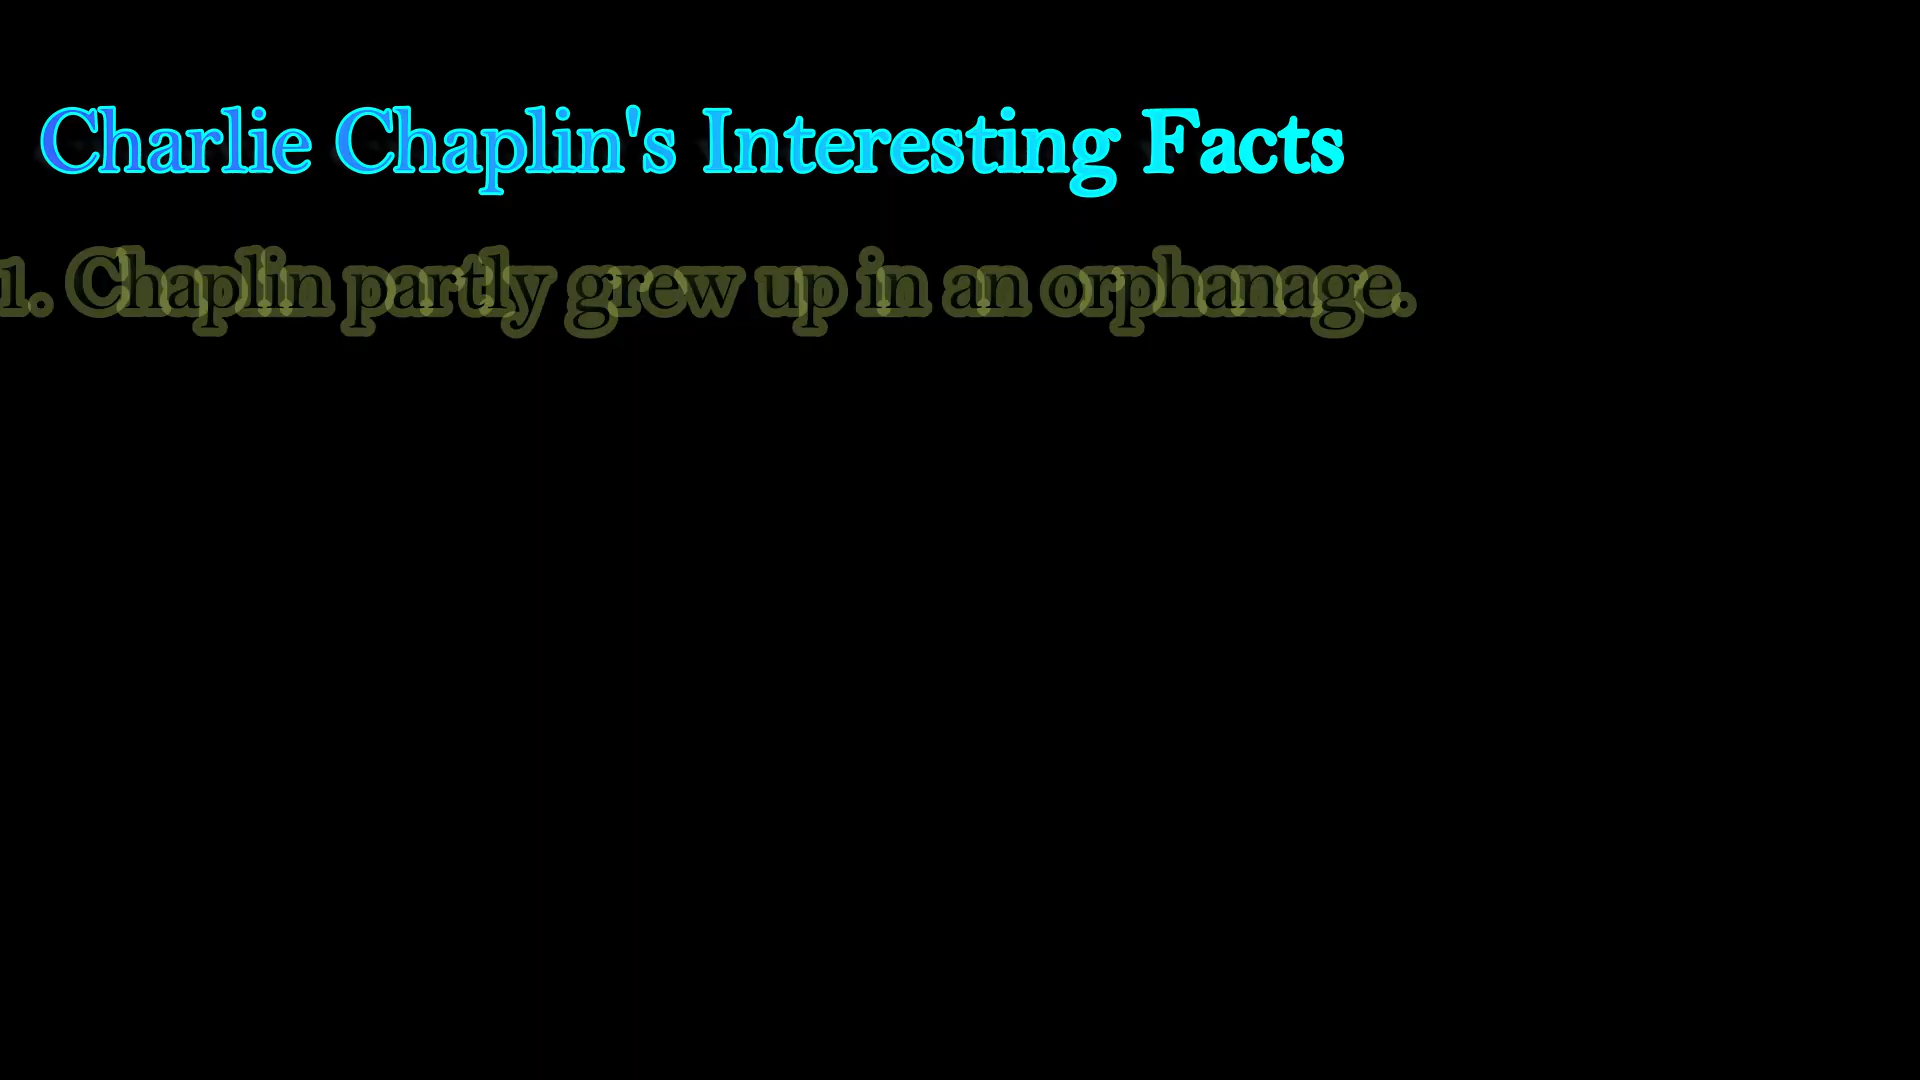 Charlie Chaplin's Interesting Facts
1. Chaplin partly grew up in an orphanage.